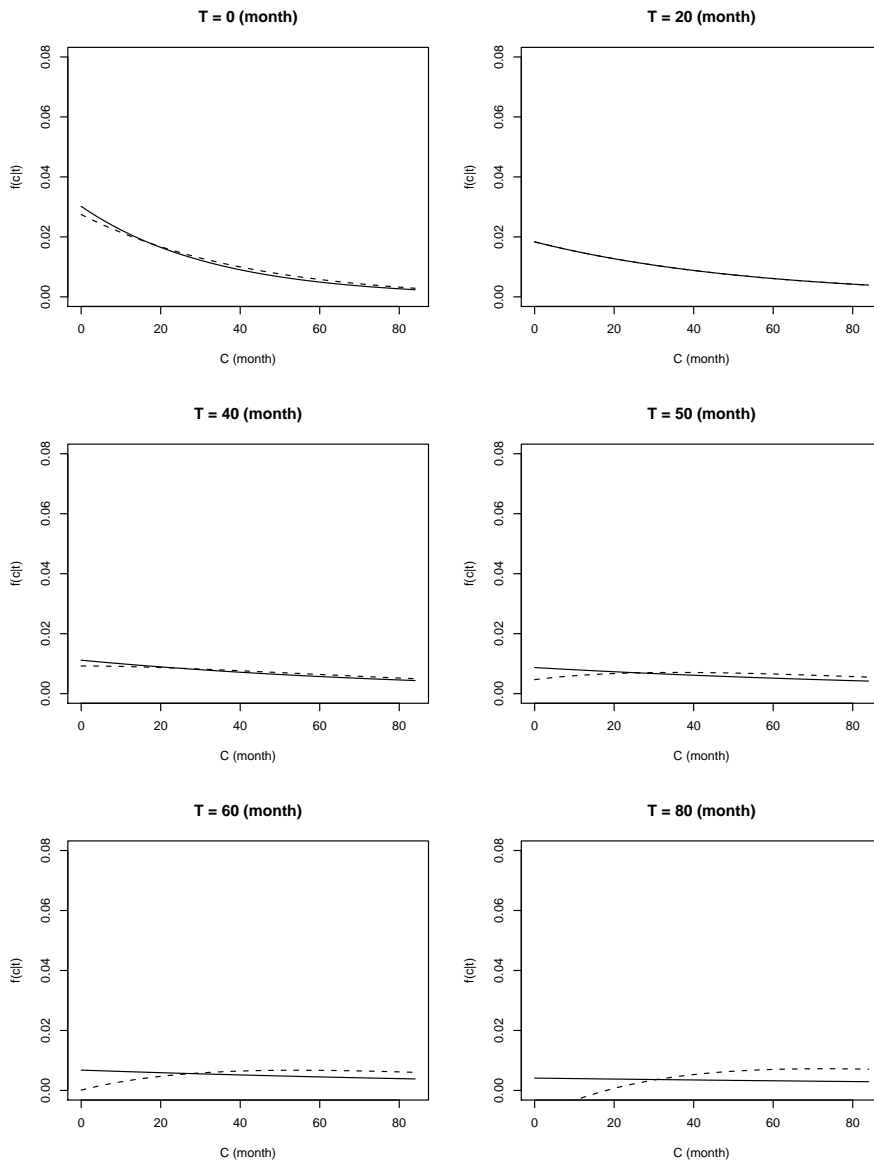 T = 0 (month)
f(c|t)
0.00 0.02 0.04 0.06 0.08
0 20 40 60 80
C (month)
T = 20 (month)
f(c|t)
0.00 0.02 0.04 0.06 0.08
0 20 40 60 80
C (month)
T = 40 (month)
f(c|t)
0.00 0.02 0.04 0.06 0.08
0 20 40 60 80
C (month)
T = 50 (month)
f(c|t)
0.00 0.02 0.04 0.06 0.08
0 20 40 60 80
C (month)
T = 60 (month)
f(c|t)
0.00 0.02 0.04 0.06 0.08
0 20 40 60 80
C (month)
T = 80 (month)
f(c|t)
0.00 0.02 0.04 0.06 0.08
0 20 40 60 80
C (month)